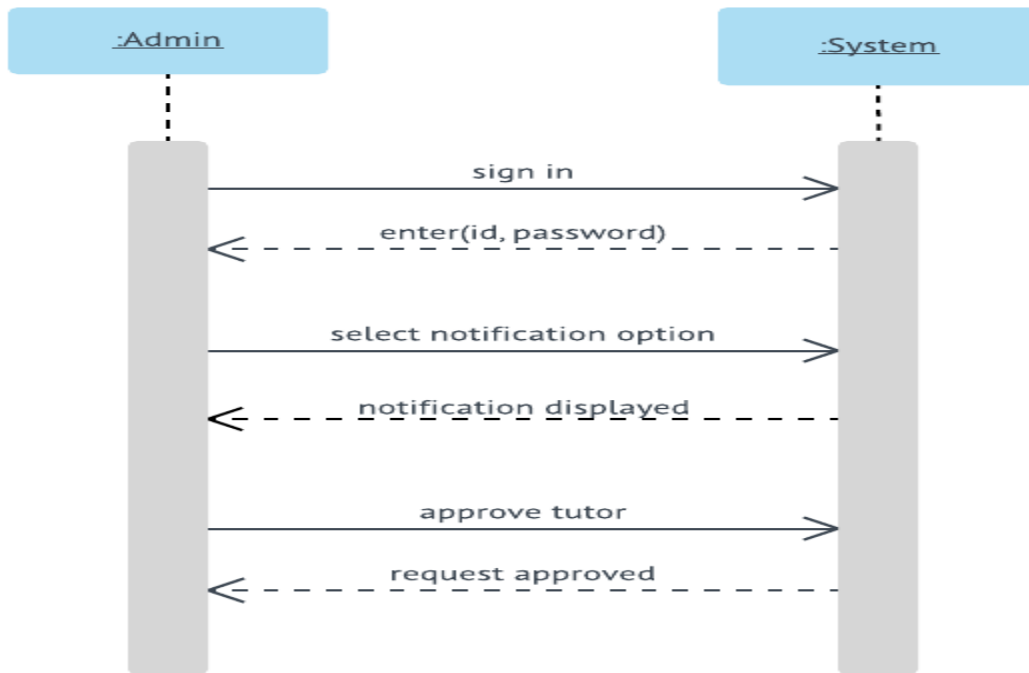 :Admin
:System
sign in
enter(id, password)
select notification option
notification displayed
approve tutor
request approved